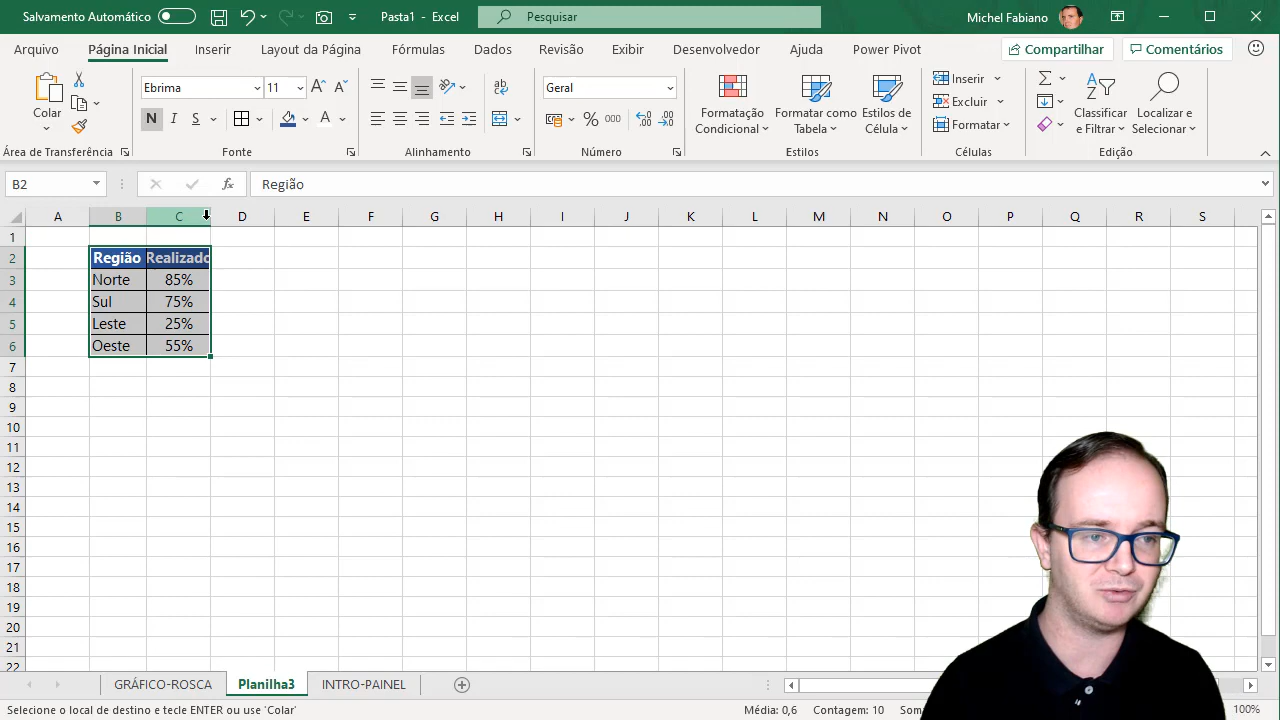 Salvamento Automático Pasta1 - Excel Pesquisar Michel Fabiano
Arquivo Página Inicial Inserir Layout da Página Fórmulas Dados Revisão Exibir Desenvolvedor Ajuda Power Pivot Compartilhar Comentários
Colar
Área de Transferência
Ebrima 11
N I S A
Fonte
Alinhamento
Geral
% 000
Número
Formatação Condicional
Formatar como Tabela
Estilos de Célula
Estilos
Inserir
Excluir
Formatar
Células
Classificar e Filtrar
Localizar e Selecionar
Edição
B2 fx Região
A B C D E F G H I J K L M N O P Q R S
1
2 Região Realizado
3 Norte 85%
4 Sul 75%
5 Leste 25%
6 Oeste 55%
7
8
9
10
11
12
13
14
15
16
17
18
19
20
21
22
GRÁFICO-ROSCA Planilha3 INTRO-PAINEL
Selecione o local de destino e tecle ENTER ou use 'Colar' Média: 0,6 Contagem: 10 100%